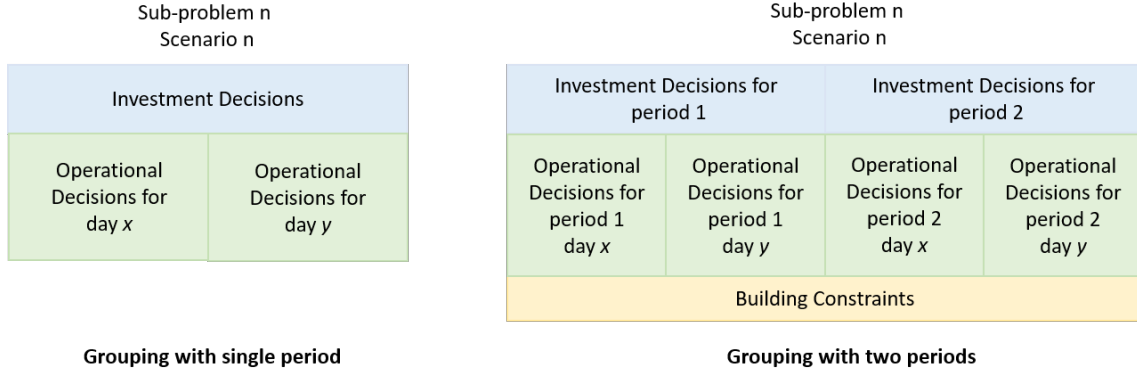 Sub-problem n
Scenario n
Investment Decisions
Operational
Decisions for
day x
Operational
Decisions for
day y
Grouping with single period
Sub-problem n
Scenario n
Investment Decisions for
period 1
Investment Decisions for
period 2
Operational
Decisions for
period 1
day x
Operational
Decisions for
period 1
day y
Operational
Decisions for
period 2
day x
Operational
Decisions for
period 2
day y
Building Constraints
Grouping with two periods